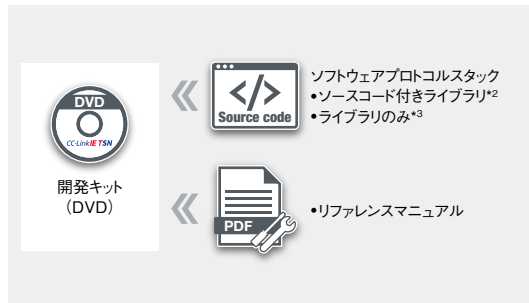 DVD
CC-Link IE TSN
開発キット
(DVD)
</>
Source code
ソフトウェアプロトコルスタック
•ソースコード付きライブラリ*2
•ライブラリのみ*3
PDF
•リファレンスマニュアル